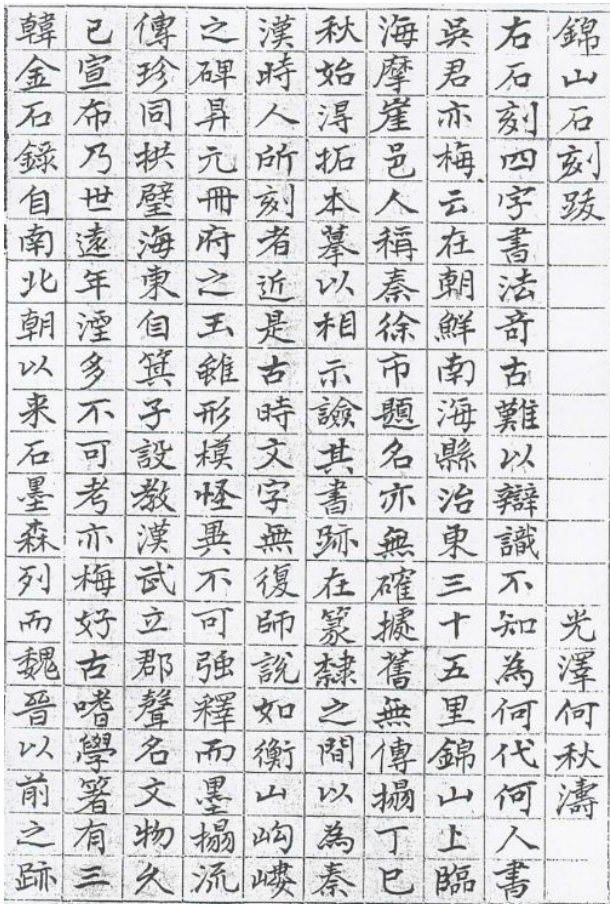 錦山石刻跋 光澤何秋濤
右石刻四字書法奇古難以辯識不知為何代何人書
吳君亦梅云在朝鮮南海縣治東三十五里錦山上臨
海摩崖邑人稱秦徐市題名亦無確據舊無傳搨丁巳
秋始淂拓本摹以相示譣其書跡在篆隸之間以為秦
漢時人所刻者近是古時文字無復師說如衡山岣嶁
之碑昇元冊府之玉雖形模怪異不可强釋而墨搨流
傳珍同拱璧海東自箕子設教漢武立郡聲名文物久
已宣布乃世遠年湮多不可考亦梅好古嗜學箸有三
韓金石錄自南北朝以来石墨森列而魏晉以前之跡